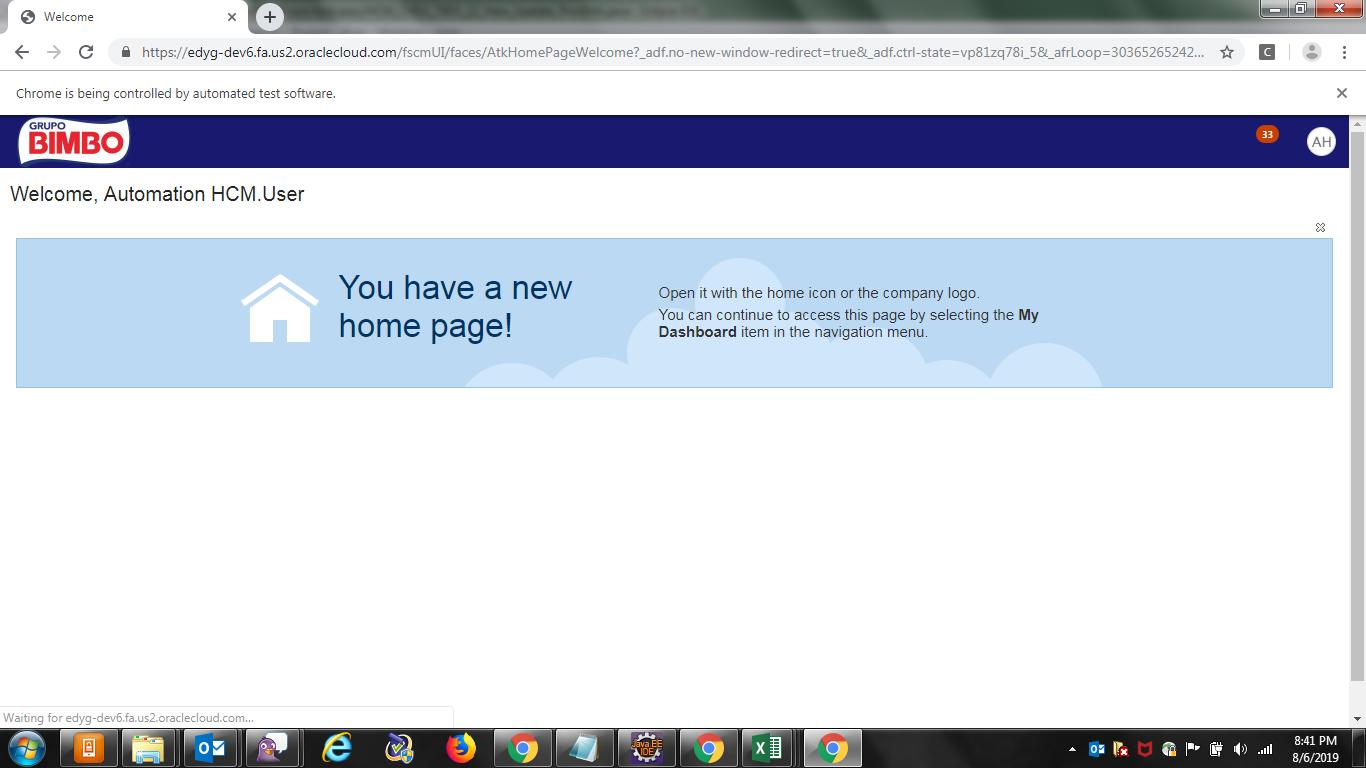 Welcome
https://edyg-dev6.fa.us2.oraclecloud.com/fscmUI/faces/AtkHomePageWelcome?_adf.no-new-window-redirect=true&_adf.ctrl-state=vp81zq78i_5&_afrLoop=30365265242...
C
Chrome is being controlled by automated test software.
GRUPO
BIMBO
33
AH
Welcome, Automation HCM.User
You have a new
home page!
Open it with the home icon or the company logo.
You can continue to access this page by selecting the My
Dashboard item in the navigation menu.
Waiting for edyg-dev6.fa.us2.oraclecloud.com...
Java EE
IDE
8:41 PM
8/6/2019